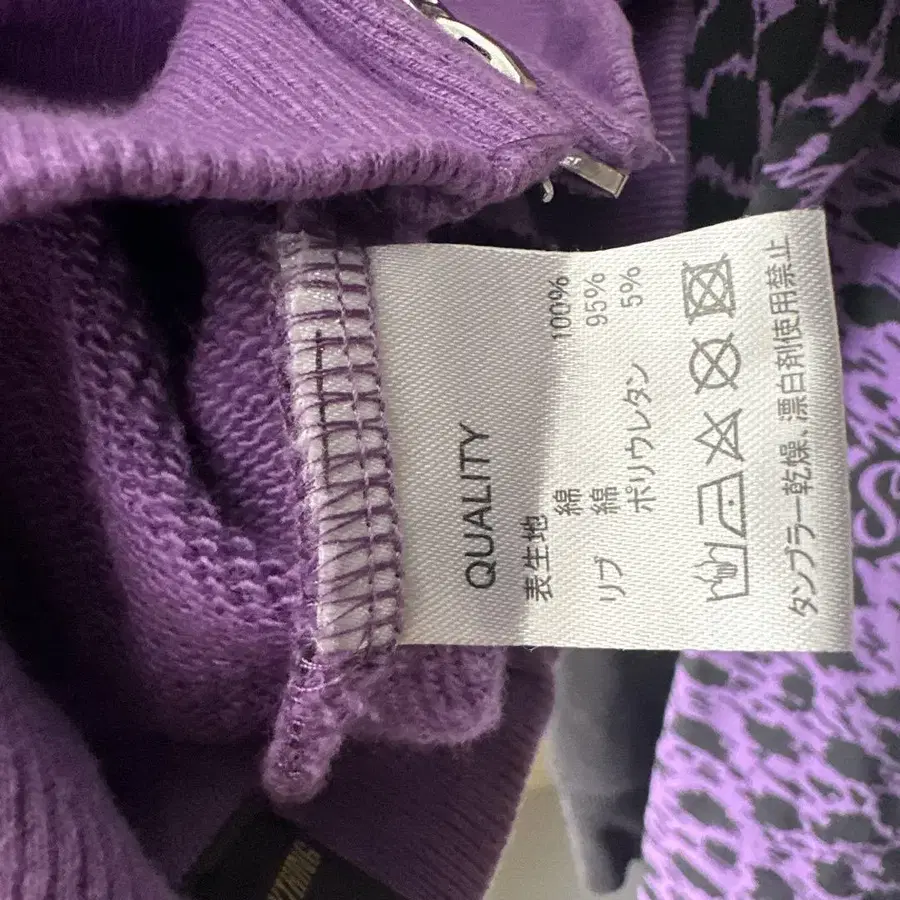 QUALITY
表生地 綿 100%
リブ 綿 95%
ポリウレタン 5%
タンブラー乾燥、漂白剤使用禁止